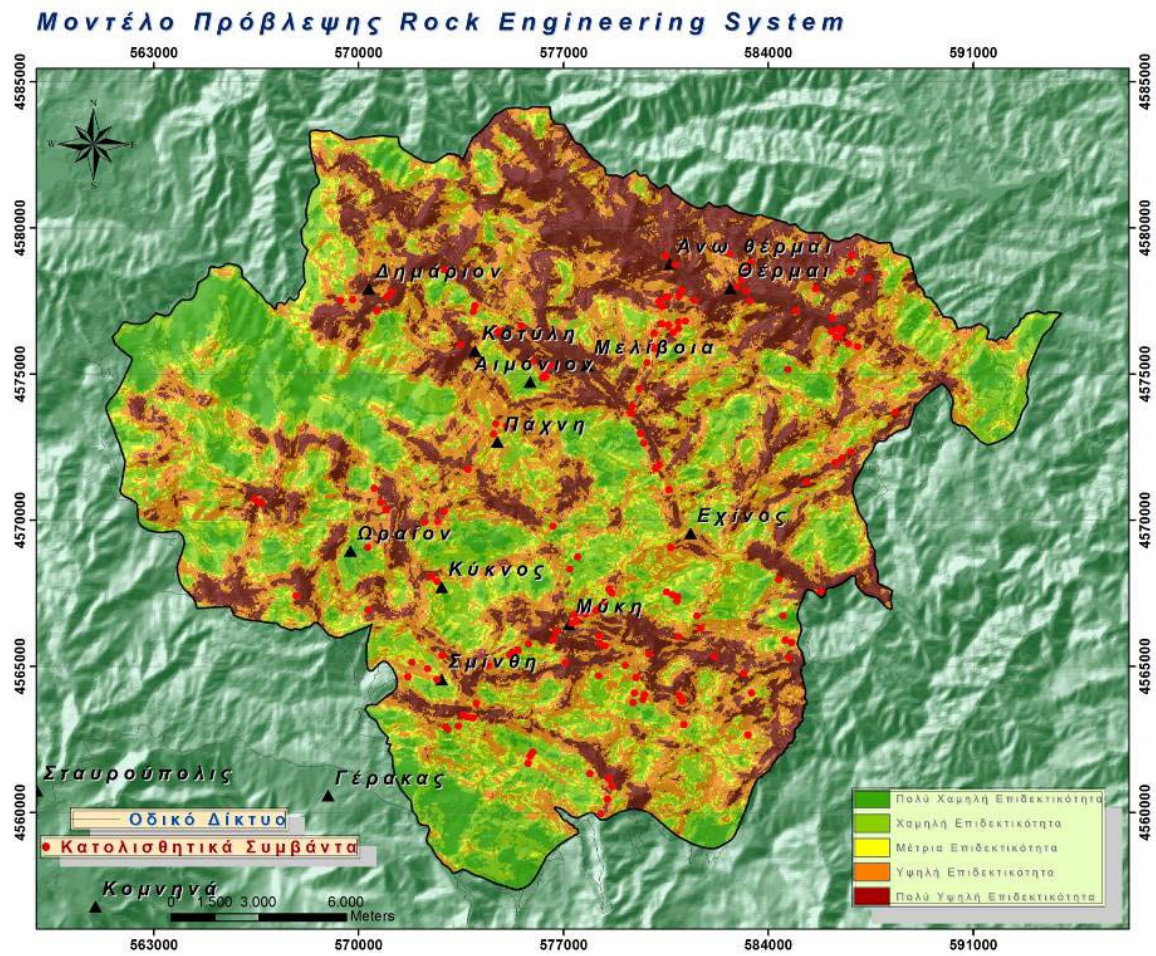 Μοντέλο Πρόβλεψης Rock Engineering System
563000 570000 577000 584000 591000
4585000 4585000
N
W E
S
4580000 4580000
Άνω θέρμαι
Δημάριον Θέρμαι
Κοτύλη
Μελίβοια
Αιμόνιον
4575000 4575000
Πάχνη
4570000 4570000
Εχίνος
Ωραίον
Κύκνος
Μύκη
4565000 4565000
Σμίνθη
Σταυρούπολις Γέρακας
4560000 4560000
Πολύ Χαμηλή Επιδεκτικότητα
Οδικό Δίκτυο
Χαμηλή Επιδεκτικότητα
Κατολισθητικά Συμβάντα
Μέτρια Επιδεκτικότητα
Υψηλή Επιδεκτικότητα
Κομνηνά
Πολύ Υψηλή Επιδεκτικότητα
0 1.500 3.000 6.000
Meters
563000 570000 577000 584000 591000